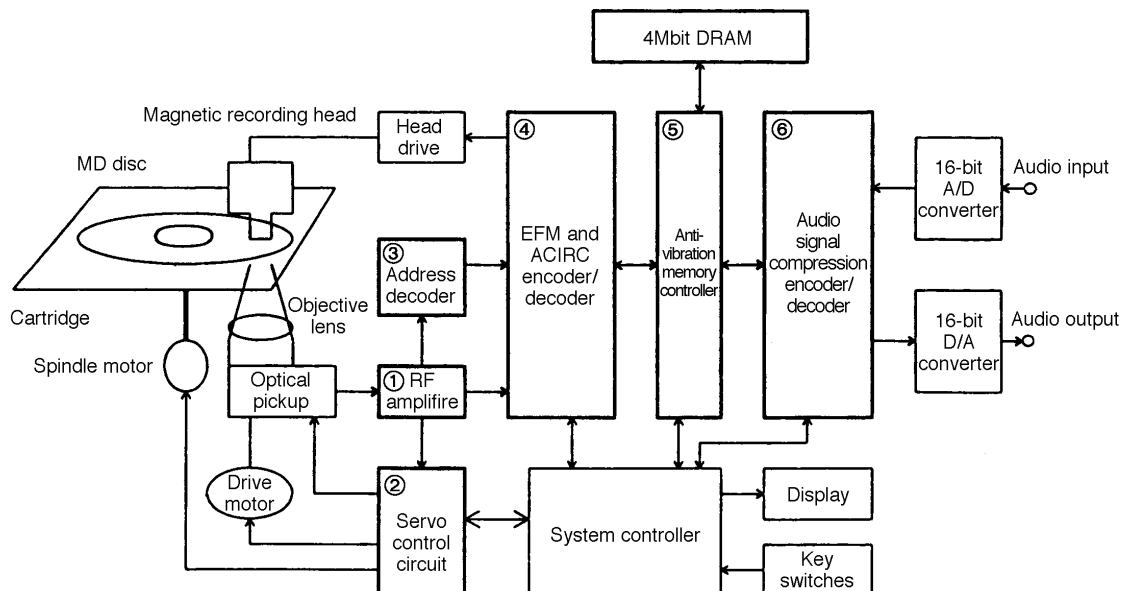 4Mbit DRAM
Magnetic recording head
Head
drive
MD disc
④
EFM and
ACIRC
encoder/
decoder
⑤
Anti-
vibration
memory
controller
⑥
Audio
signal
compression
encoder/
decoder
16-bit
A/D
converter
Audio input
③
Address
decoder
Cartridge
Objective
lens
16-bit
D/A
converter
Audio output
Spindle motor
Optical
pickup
① RF
amplifire
Drive
motor
②
Servo
control
circuit
System controller
Display
Key
switches